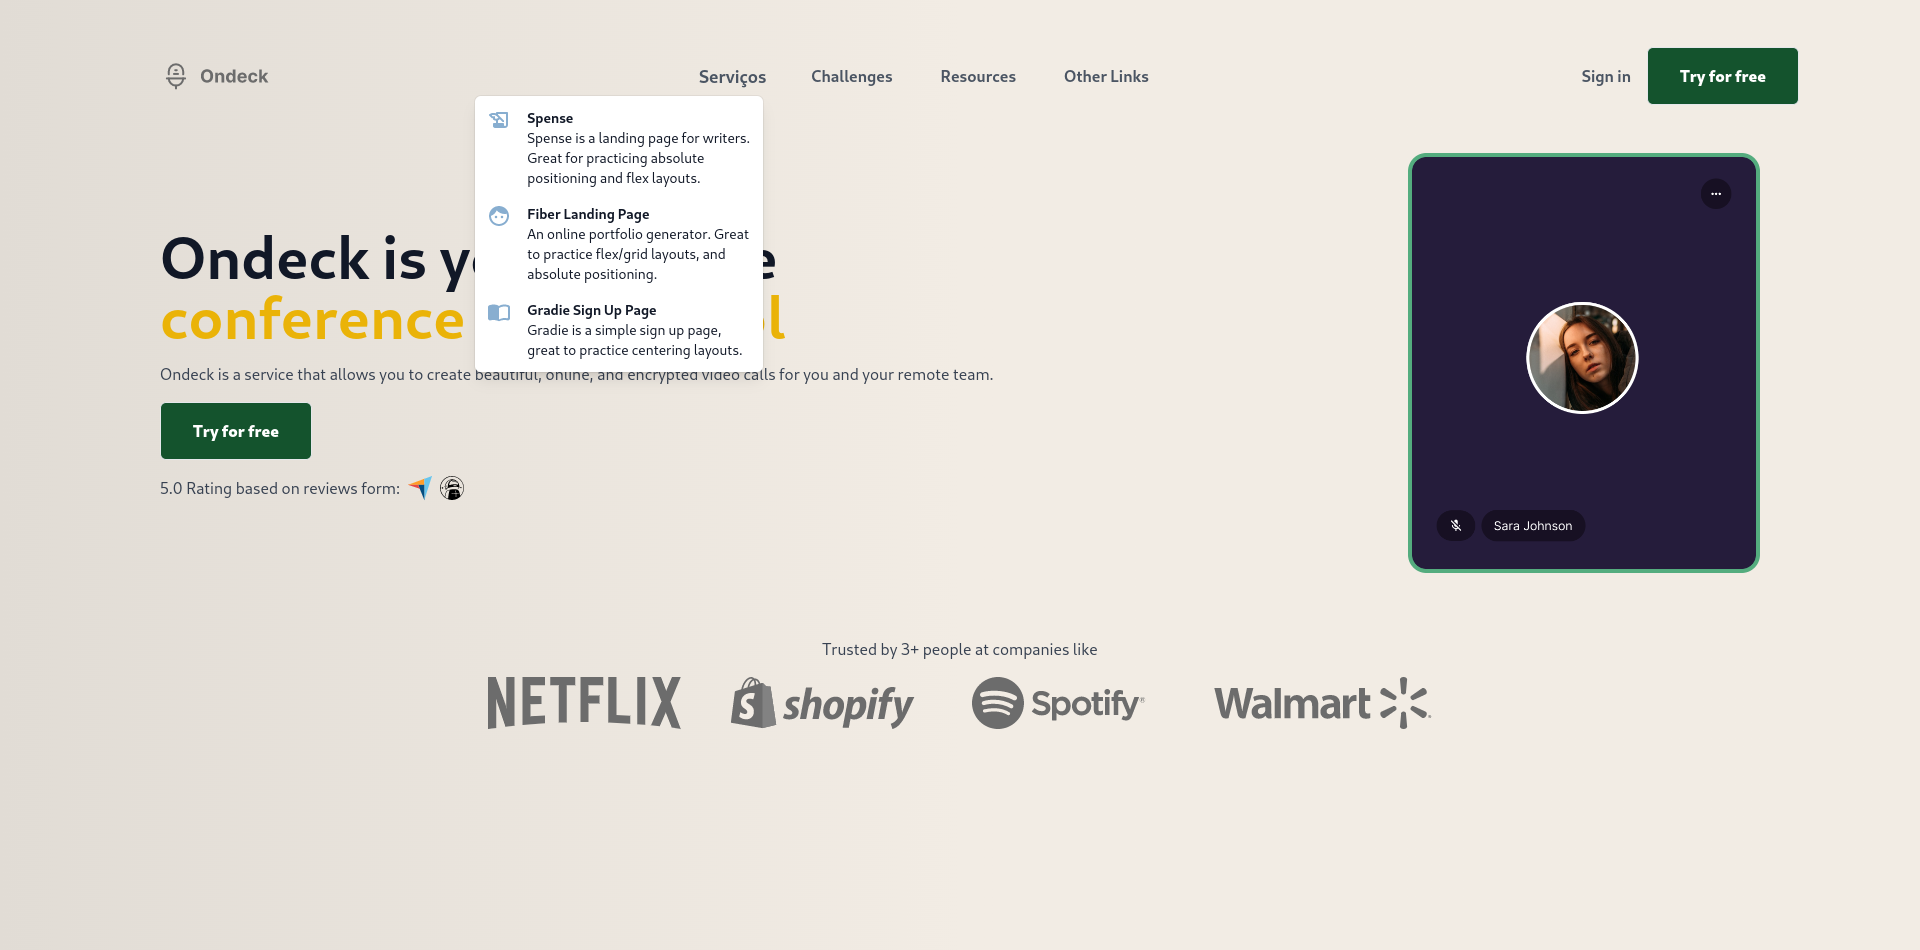 Ondeck
Serviços
Challenges
Resources
Other Links
Sign in
Try for free
Spense
Spense is a landing page for writers.
Great for practicing absolute
positioning and flex layouts.
Fiber Landing Page
An online portfolio generator. Great
to practice flex/grid layouts, and
absolute positioning.
Gradie Sign Up Page
Gradie is a simple sign up page,
great to practice centering layouts.
Ondeck is
conference
Ondeck is a service that allows you to create beautiful, online, and encrypted video calls for you and your remote team.
Try for free
5.0 Rating based on reviews form:
Sara Johnson
Trusted by 3+ people at companies like
NETFLIX
shopify
Spotify
Walmart